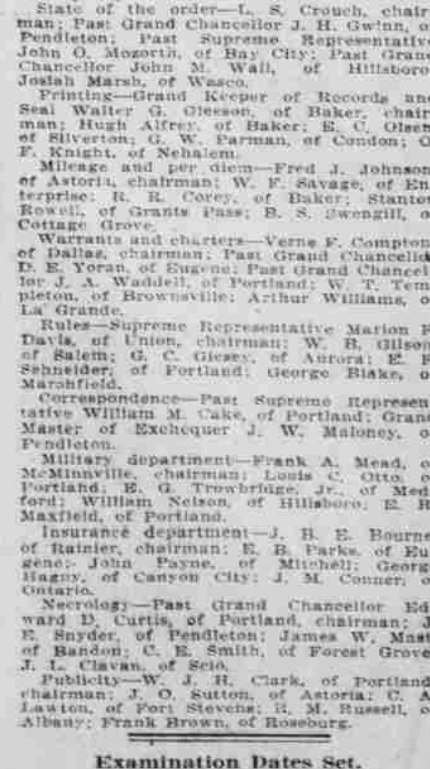 State of the order—L. S. Crouch, chair-
man; Past Grand Chancellor J. H. Gwinn, o
Pendleton; Past Supreme Representative
John O. Mozorth, of Bay City; Past Grand
Chancellor John M. Wall, of Hillsboro
Josiah Marsh, of Wasco.
Printing—Grand Keeper of Records and
Seal Walter G. Gleeson, of Baker, chair
man; Hugh Alfrey, of Baker; E. C. Olsen
of Silverton; G. W. Parman, of Condon; O
F. Knight, of Nehalem.
Mileage and per diem—Fred J. Johnson
of Astoria, chairman; W. F. Savage, of En
terprise; R. R. Corey, of Baker; Stanton
Rowell, of Grants Pass; B. S. Swengill, of
Cottage Grove.
Warrants and charters—Verne F. Compton
of Dallas, chairman; Past Grand Chancello
D. E. Yoran, of Eugene; Past Grand Chancel
lor J. A. Waddell, of Portland; W. T. Tem
pleton, of Brownsville; Arthur Williams, o
La Grande.
Rules—Supreme Representative Marion F
Davis, of Union, chairman; W. B. Gilson
of Salem; G. C. Giesey, of Aurora; E. F
Schneider, of Portland; George Blake, o
Marshfield.
Correspondence—Past Supreme Represen
tative William M. Cake, of Portland; Grand
Master of Exchequer J. W. Maloney, o
Pendleton.
Military department—Frank A. Mead, o
McMinnville, chairman; Louis C. Otto, o
Portland; E. G. Trowbridge, Jr., of Med
ford; William Nelson, of Hillsboro; E. R
Maxfield, of Portland.
Insurance department—J. B. E. Bourne
of Rainier, chairman; E. B. Parks, of Eu
gene; John Payne, of Mitchell; George
Hagny, of Canyon City; J. M. Conner, o
Ontario.
Necrology—Past Grand Chancellor Ed
ward D. Curtis, of Portland, chairman; J
E. Snyder, of Pendleton; James W. Mast
of Bandon; C. E. Smith, of Forest Grove
J. L. Clavan, of Scio.
Publicity—W. J. H. Clark, of Portland
chairman; J. O. Sutton, of Astoria; C. A
Lawton, of Fort Stevens; R. M. Russell, o
Albany; Frank Brown, of Roseburg.
Examination Dates Set.